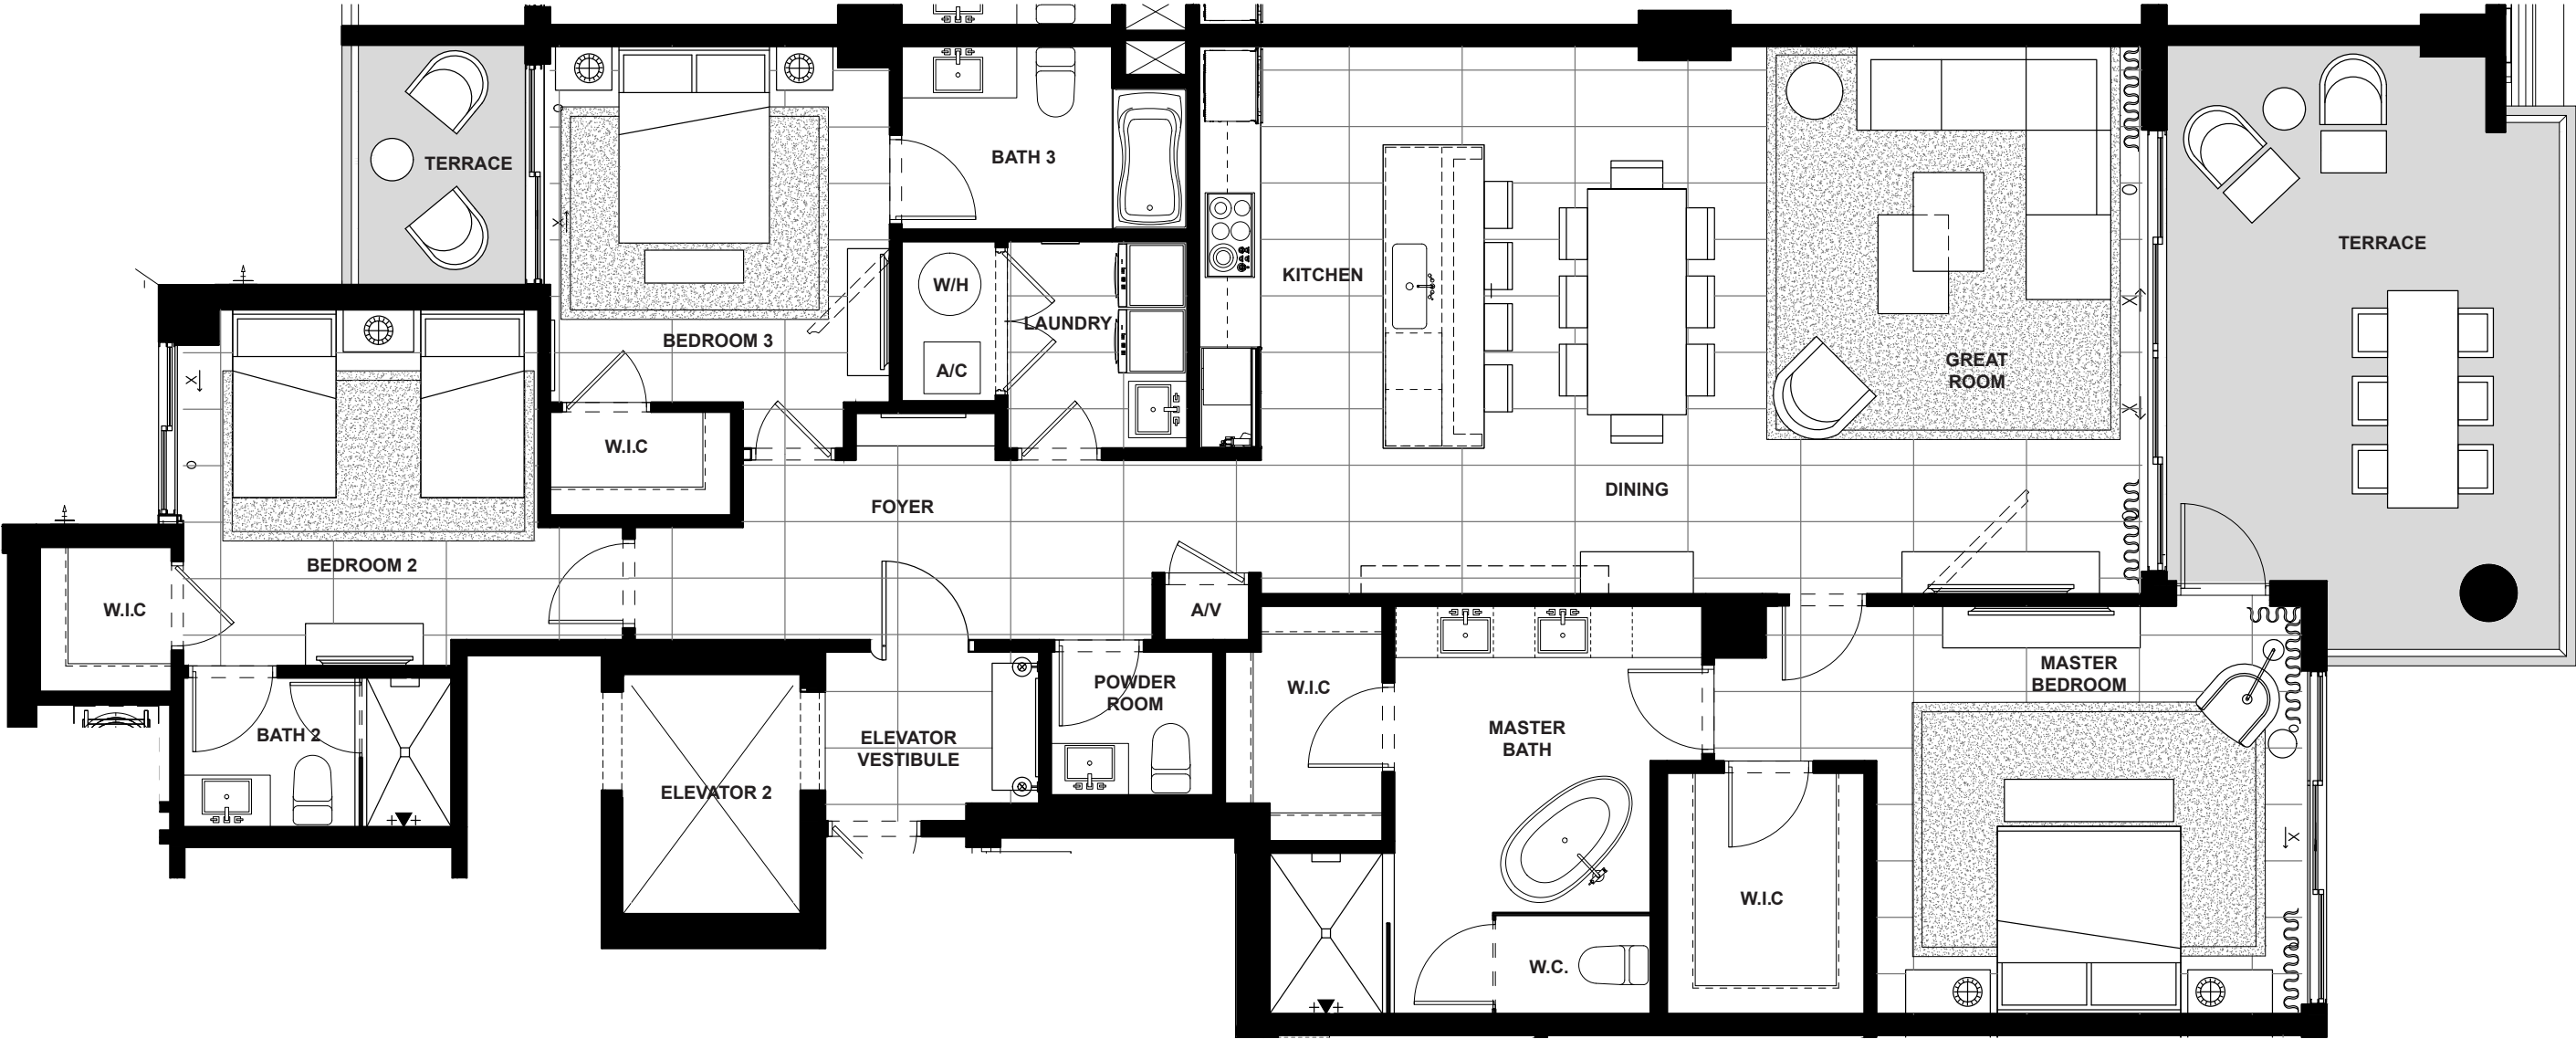 TERRACE
BATH 3
KITCHEN
TERRACE
W/H
LAUNDRY
A/C
BEDROOM 3
GREAT
ROOM
W.I.C
FOYER
DINING
BEDROOM 2
W.I.C
A/V
POWDER
ROOM
W.I.C
MASTER
BEDROOM
BATH 2
ELEVATOR
VESTIBULE
MASTER
BATH
ELEVATOR 2
W.I.C
W.C.
O
X
X
O
O
X
X
O
O
X